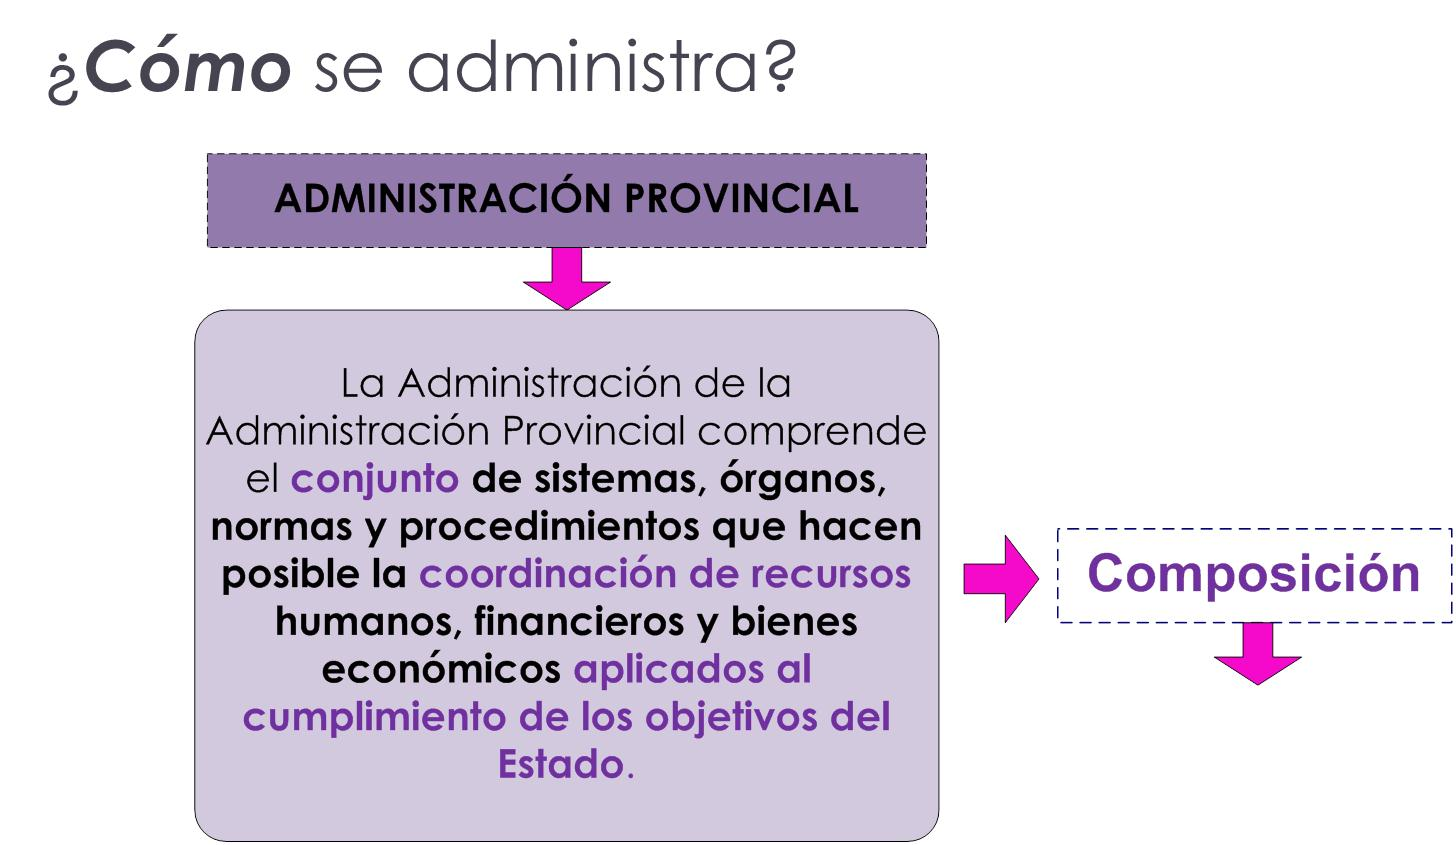 ¿Cómo se administra?
ADMINISTRACIÓN PROVINCIAL
La Administración de la
Administración Provincial comprende
el conjunto de sistemas, órganos,
normas y procedimientos que hacen
posible la coordinación de recursos
humanos, financieros y bienes
económicos aplicados al
cumplimiento de los objetivos del
Estado.
Composición